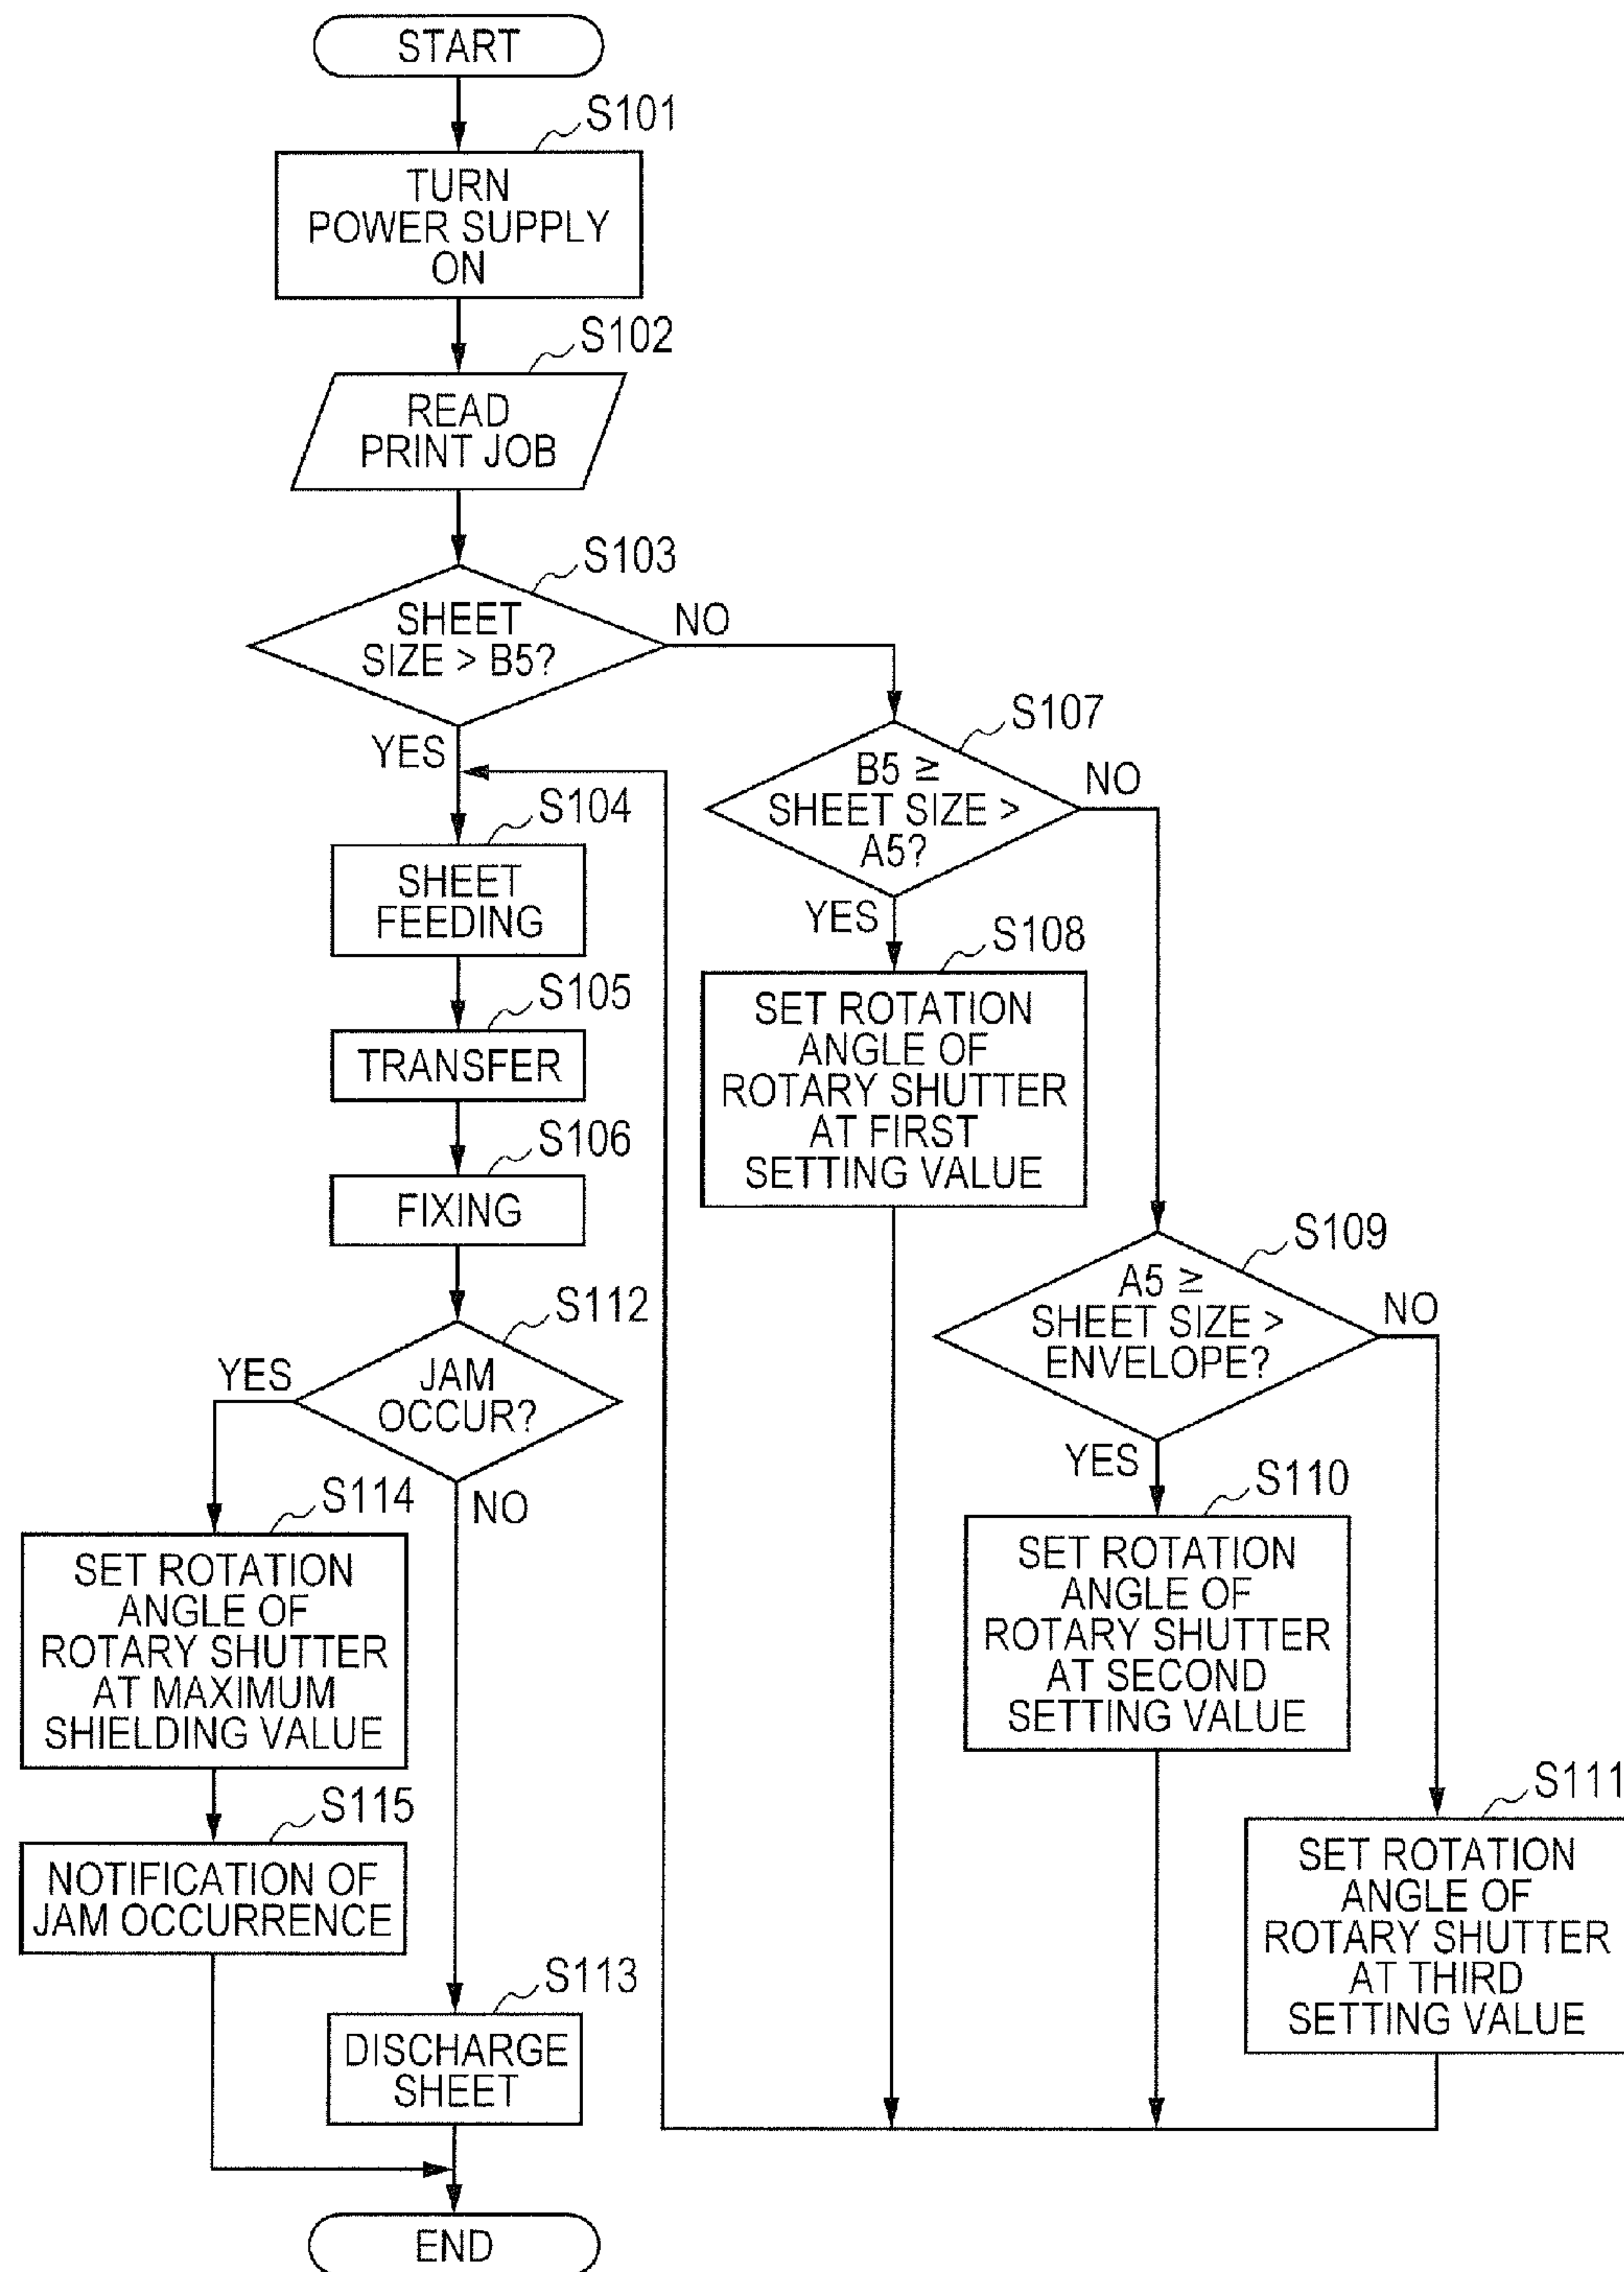 START
S101
TURN
POWER SUPPLY
ON
S102
READ
PRINT JOB
S103
SHEET
SIZE > B5?
NO
YES
S107
B5 ≥
SHEET SIZE >
A5?
NO
YES
S104
SHEET
FEEDING
S105
TRANSFER
S106
FIXING
S108
SET ROTATION
ANGLE OF
ROTARY SHUTTER
AT FIRST
SETTING VALUE
S109
A5 ≥
SHEET SIZE >
ENVELOPE?
NO
YES
S112
JAM
OCCUR?
YES
NO
S110
SET ROTATION
ANGLE OF
ROTARY SHUTTER
AT SECOND
SETTING VALUE
S114
SET ROTATION
ANGLE OF
ROTARY SHUTTER
AT MAXIMUM
SHIELDING VALUE
S111
SET ROTATION
ANGLE OF
ROTARY SHUTTER
AT THIRD
SETTING VALUE
S115
NOTIFICATION OF
JAM OCCURRENCE
S113
DISCHARGE
SHEET
END